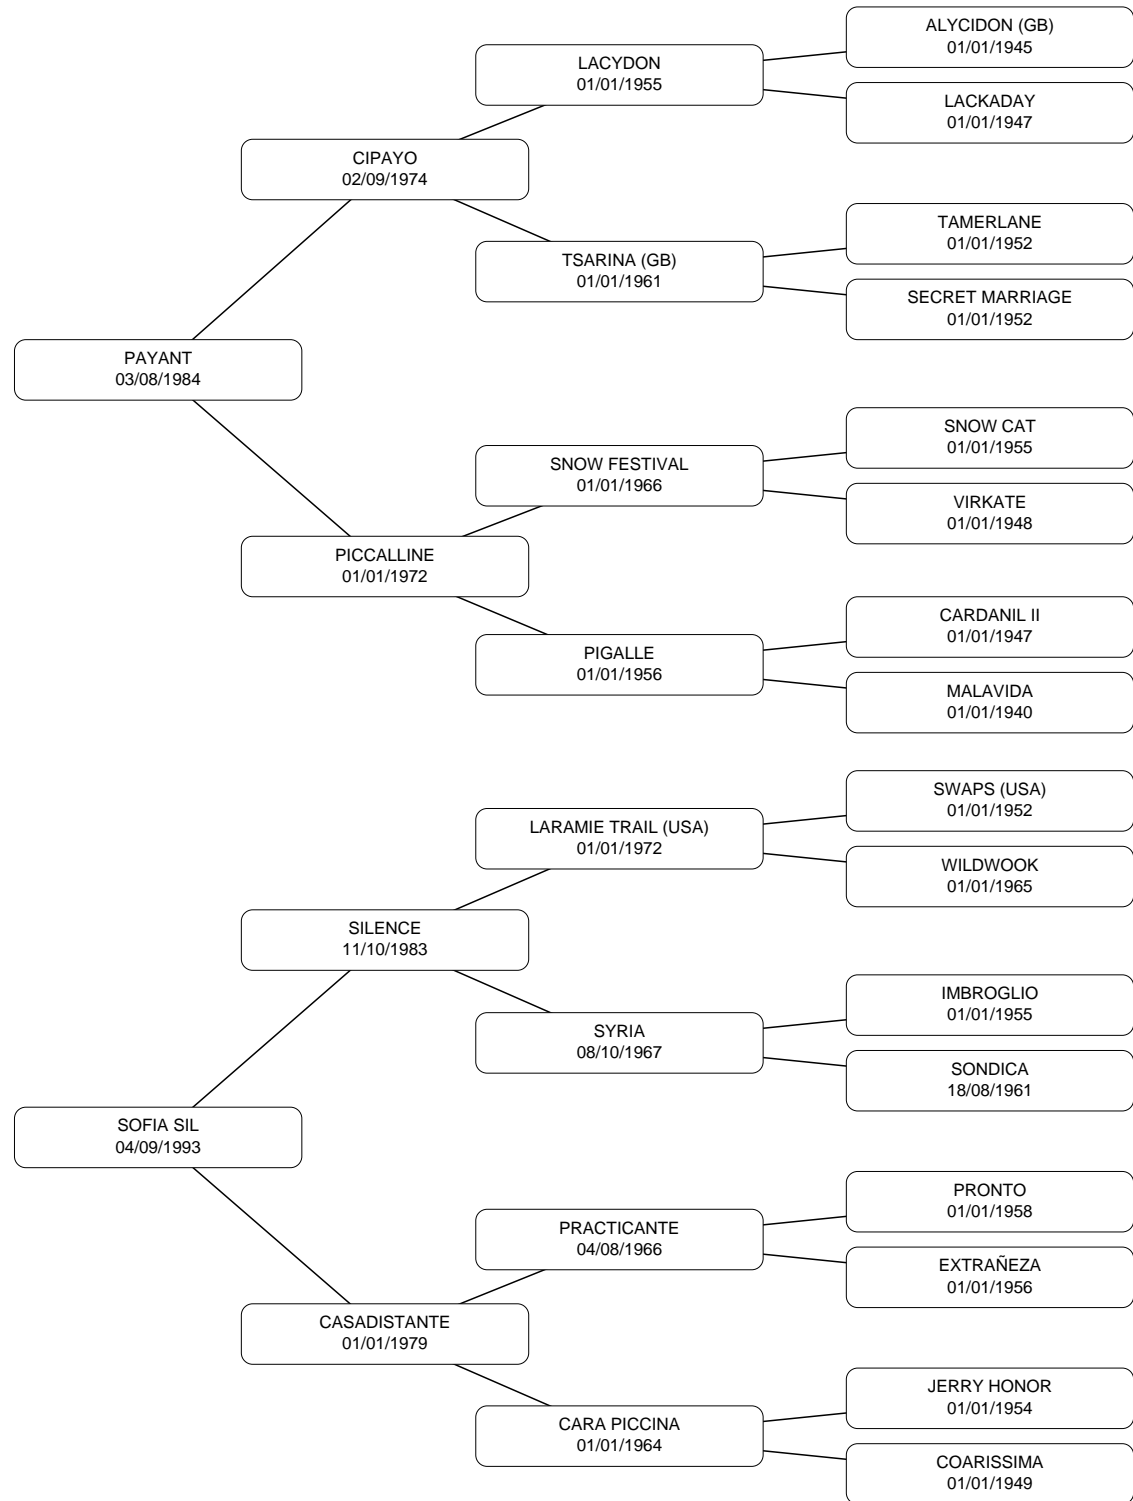 ALYCIDON (GB)
01/01/1945
LACYDON
01/01/1955
LACKADAY
01/01/1947
CIPAYO
02/09/1974
TAMERLANE
01/01/1952
TSARINA (GB)
01/01/1961
SECRET MARRIAGE
01/01/1952
PAYANT
03/08/1984
SNOW CAT
01/01/1955
SNOW FESTIVAL
01/01/1966
VIRKATE
01/01/1948
PICCALLINE
01/01/1972
CARDANIL II
01/01/1947
PIGALLE
01/01/1956
MALAVIDA
01/01/1940
SWAPS (USA)
01/01/1952
LARAMIE TRAIL (USA)
01/01/1972
WILDWOOK
01/01/1965
SILENCE
11/10/1983
IMBROGLIO
01/01/1955
SYRIA
08/10/1967
SONDICA
18/08/1961
SOFIA SIL
04/09/1993
PRONTO
01/01/1958
PRACTICANTE
04/08/1966
EXTRAÑEZA
01/01/1956
CASADISTANTE
01/01/1979
JERRY HONOR
01/01/1954
CARA PICCINA
01/01/1964
COARISSIMA
01/01/1949